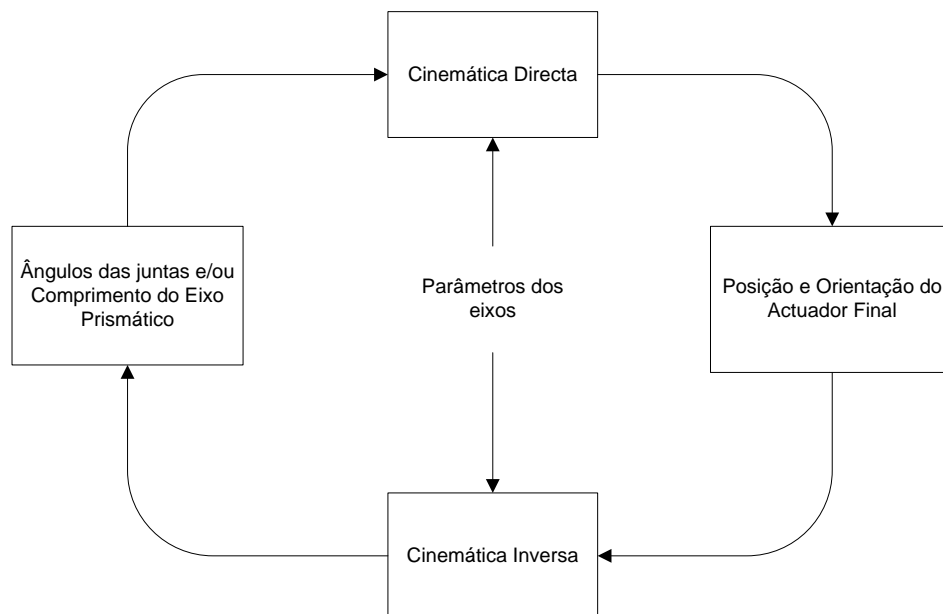 Cinemática Directa
Ângulos das juntas e/ou
Comprimento do Eixo
Prismático
Parâmetros dos
eixos
Posição e Orientação do
Actuador Final
Cinemática Inversa